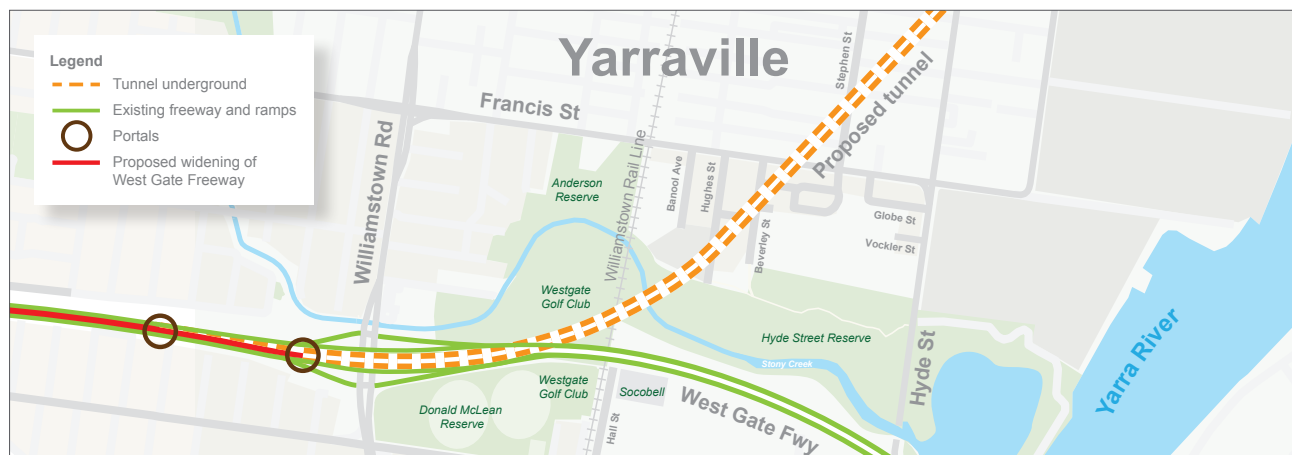 Legend
Tunnel underground
Existing freeway and ramps
Portals
Proposed widening of
West Gate Freeway
Yarraville
Francis St
Williamstown Rd
Stephen St
Proposed tunnel
Williamstown Rail Line
Anderson
Reserve
Banool Ave
Hughes St
Beverley St
Globe St
Vockler St
Westgate
Golf Club
Hyde Street Reserve
Stony Creek
Hyde St
Yarra River
Westgate
Golf Club
Socobell
Donald McLean
Reserve
Hall St
West Gate Fwy